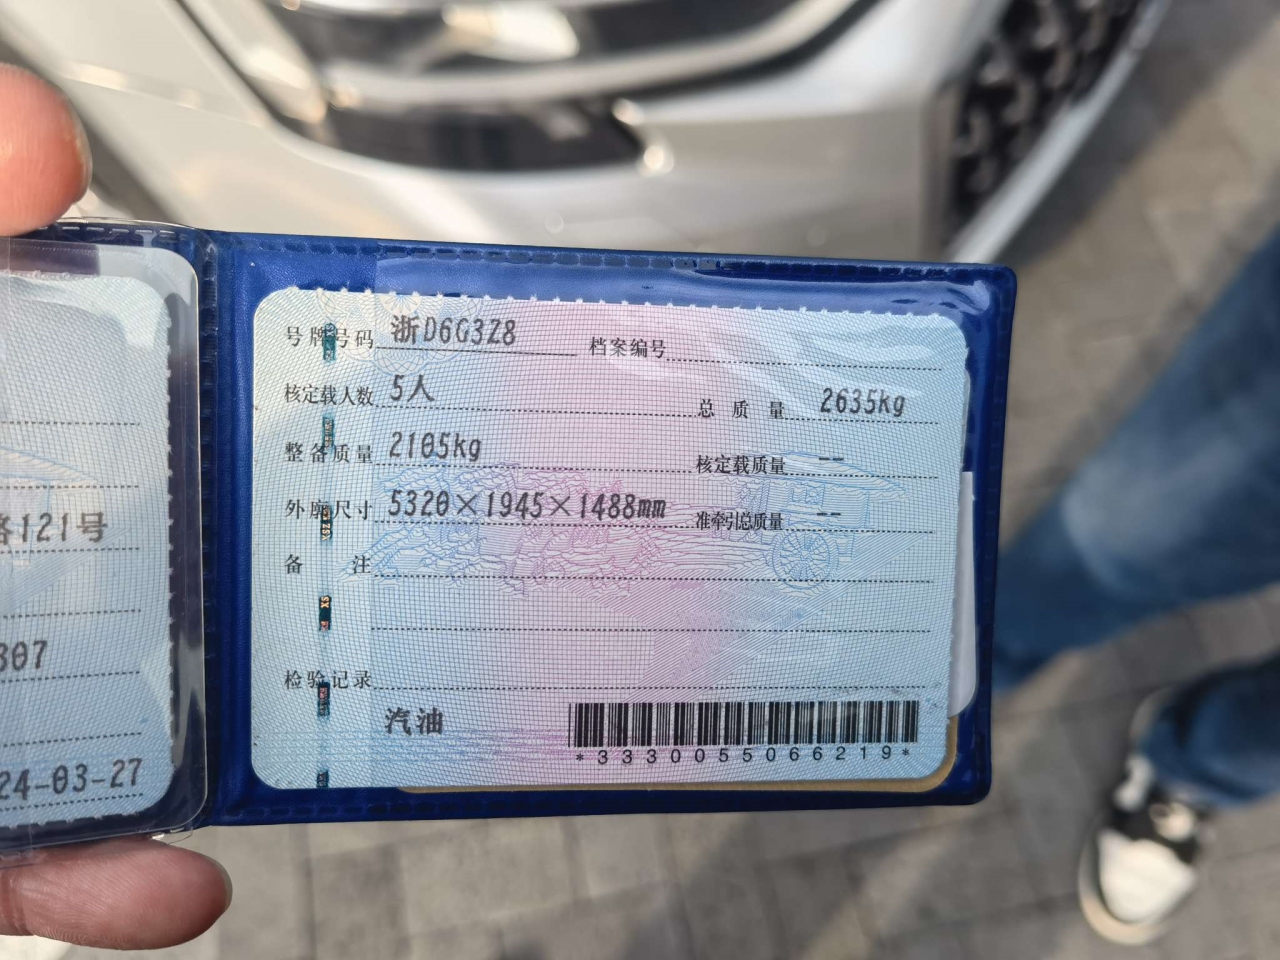 路121号
307
24-03-27
号牌号码 浙D6G3Z8 档案编号
核定载人数 5人 总质量 2635kg
整备质量 2105kg 核定载质量 --
外廓尺寸 5320×1945×1488mm 准牵引总质量 --
备注
检验记录
汽油
*3330055066219*